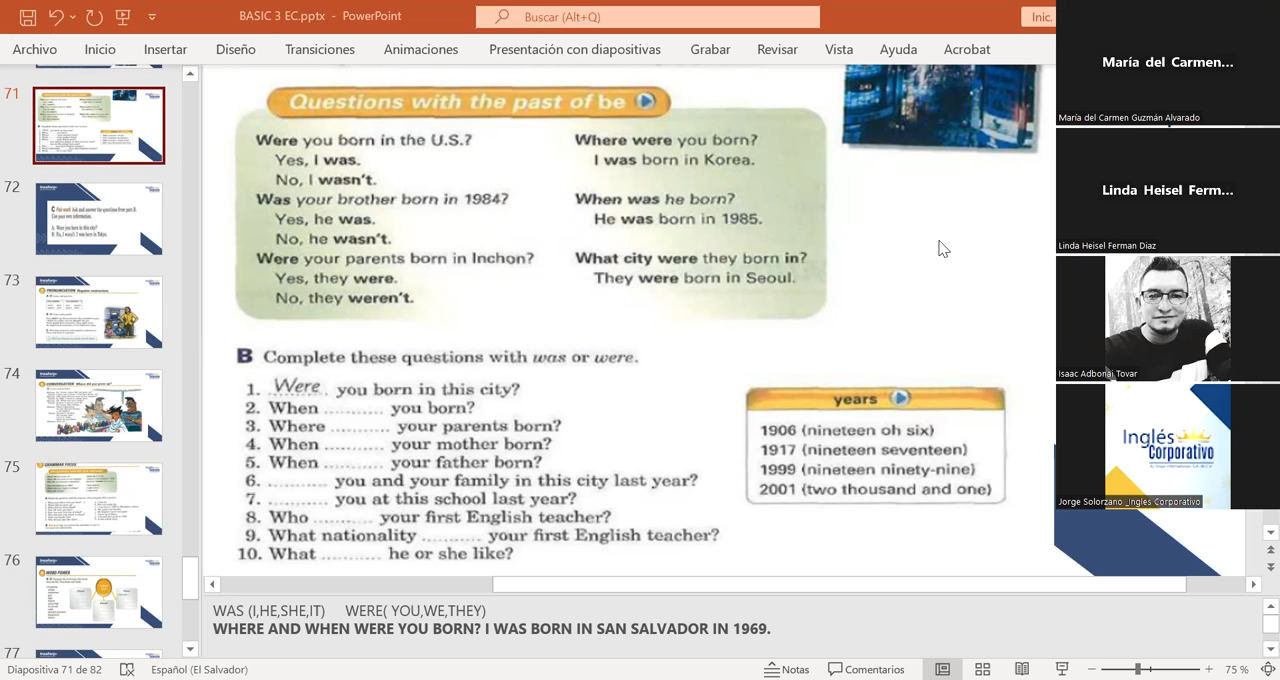 BASIC 3 EC.pptx - PowerPoint
Buscar (Alt+Q)
Inic.
Archivo Inicio Insertar Diseño Transiciones Animaciones Presentación con diapositivas Grabar Revisar Vista Ayuda Acrobat
71
72
73
74
75
76
77
Questions with the past of be
Were you born in the U.S.?
Yes, I was.
No, I wasn't.
Was your brother born in 1984?
Yes, he was.
No, he wasn't.
Were your parents born in Inchon?
Yes, they were.
No, they weren't.
Where were you born?
I was born in Korea.
When was he born?
He was born in 1985.
What city were they born in?
They were born in Seoul.
B Complete these questions with was or were.
1. Were you born in this city?
2. When .......... you born?
3. Where .......... your parents born?
4. When .......... your mother born?
5. When .......... your father born?
6. .......... you and your family in this city last year?
7. .......... you at this school last year?
8. Who .......... your first English teacher?
9. What nationality .......... your first English teacher?
10. What .......... he or she like?
years
1906 (nineteen oh six)
1917 (nineteen seventeen)
1999 (nineteen ninety-nine)
2001 (two thousand and one)
WAS (I,HE,SHE,IT) WERE( YOU,WE,THEY)
WHERE AND WHEN WERE YOU BORN? I WAS BORN IN SAN SALVADOR IN 1969.
Diapositiva 71 de 82
Español (El Salvador)
Notas
Comentarios
75 %
María del Carmen...
María del Carmen Guzmán Alvarado
Linda Heisel Ferm...
Linda Heisel Ferman Diaz
Isaac Adbonai Tovar
Inglés
Corporativo
Jorge Solorzano _Ingles Corporativo